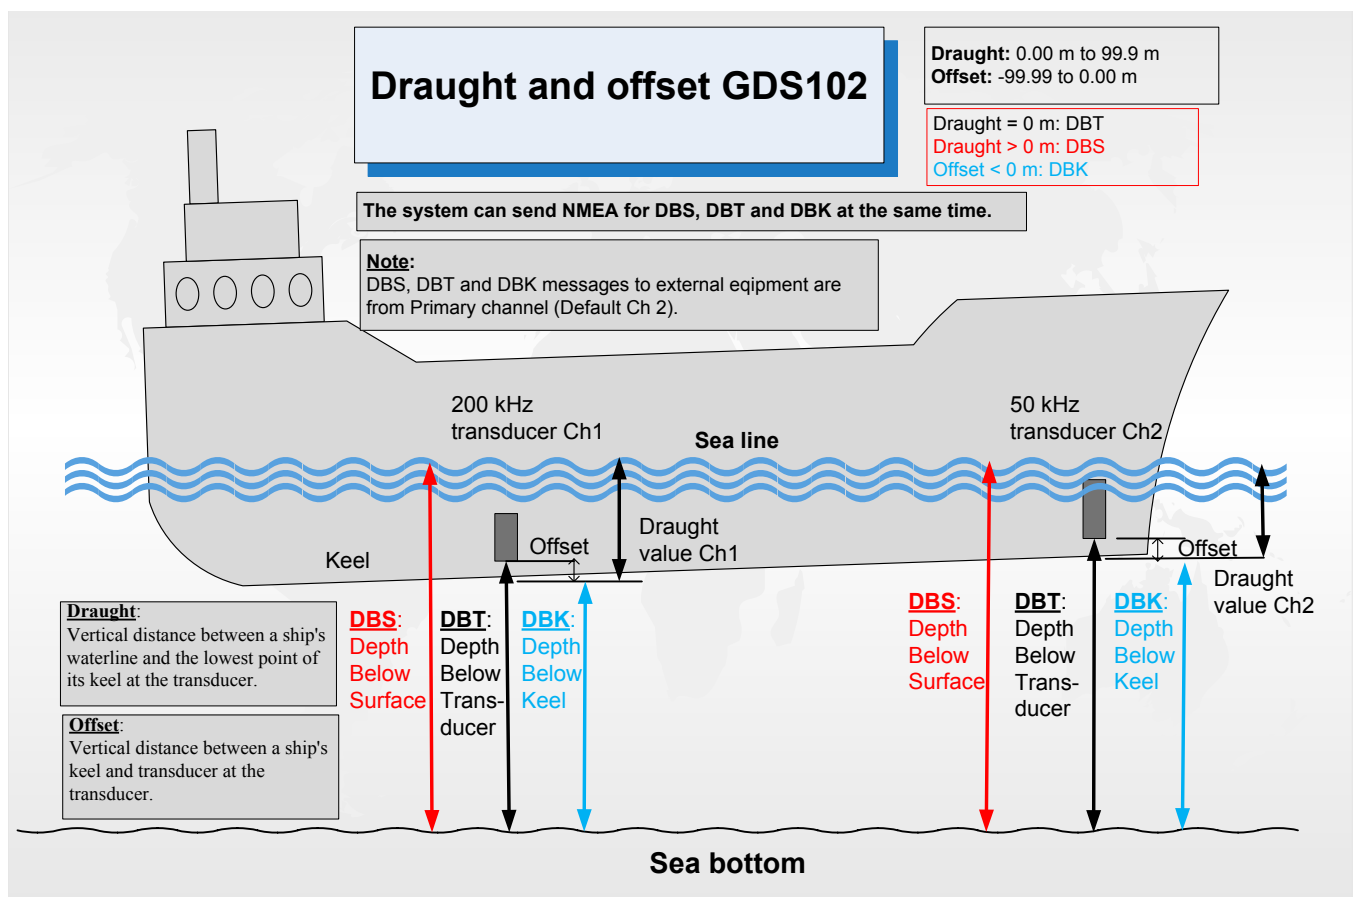 Draught and offset GDS102
Draught: 0.00 m to 99.9 m
Offset: -99.99 to 0.00 m
Draught = 0 m: DBT
Draught > 0 m: DBS
Offset < 0 m: DBK
The system can send NMEA for DBS, DBT and DBK at the same time.
Note:
DBS, DBT and DBK messages to external eqipment are
from Primary channel (Default Ch 2).
200 kHz
transducer Ch1
Sea line
50 kHz
transducer Ch2
Keel
Offset
Draught
value Ch1
Offset
Draught
value Ch2
Draught:
Vertical distance between a ship's
waterline and the lowest point of
its keel at the transducer.
Offset:
Vertical distance between a ship's
keel and transducer at the
transducer.
DBS:
Depth
Below
Surface
DBT:
Depth
Below
Trans-
ducer
DBK:
Depth
Below
Keel
DBS:
Depth
Below
Surface
DBT:
Depth
Below
Trans-
ducer
DBK:
Depth
Below
Keel
Sea bottom